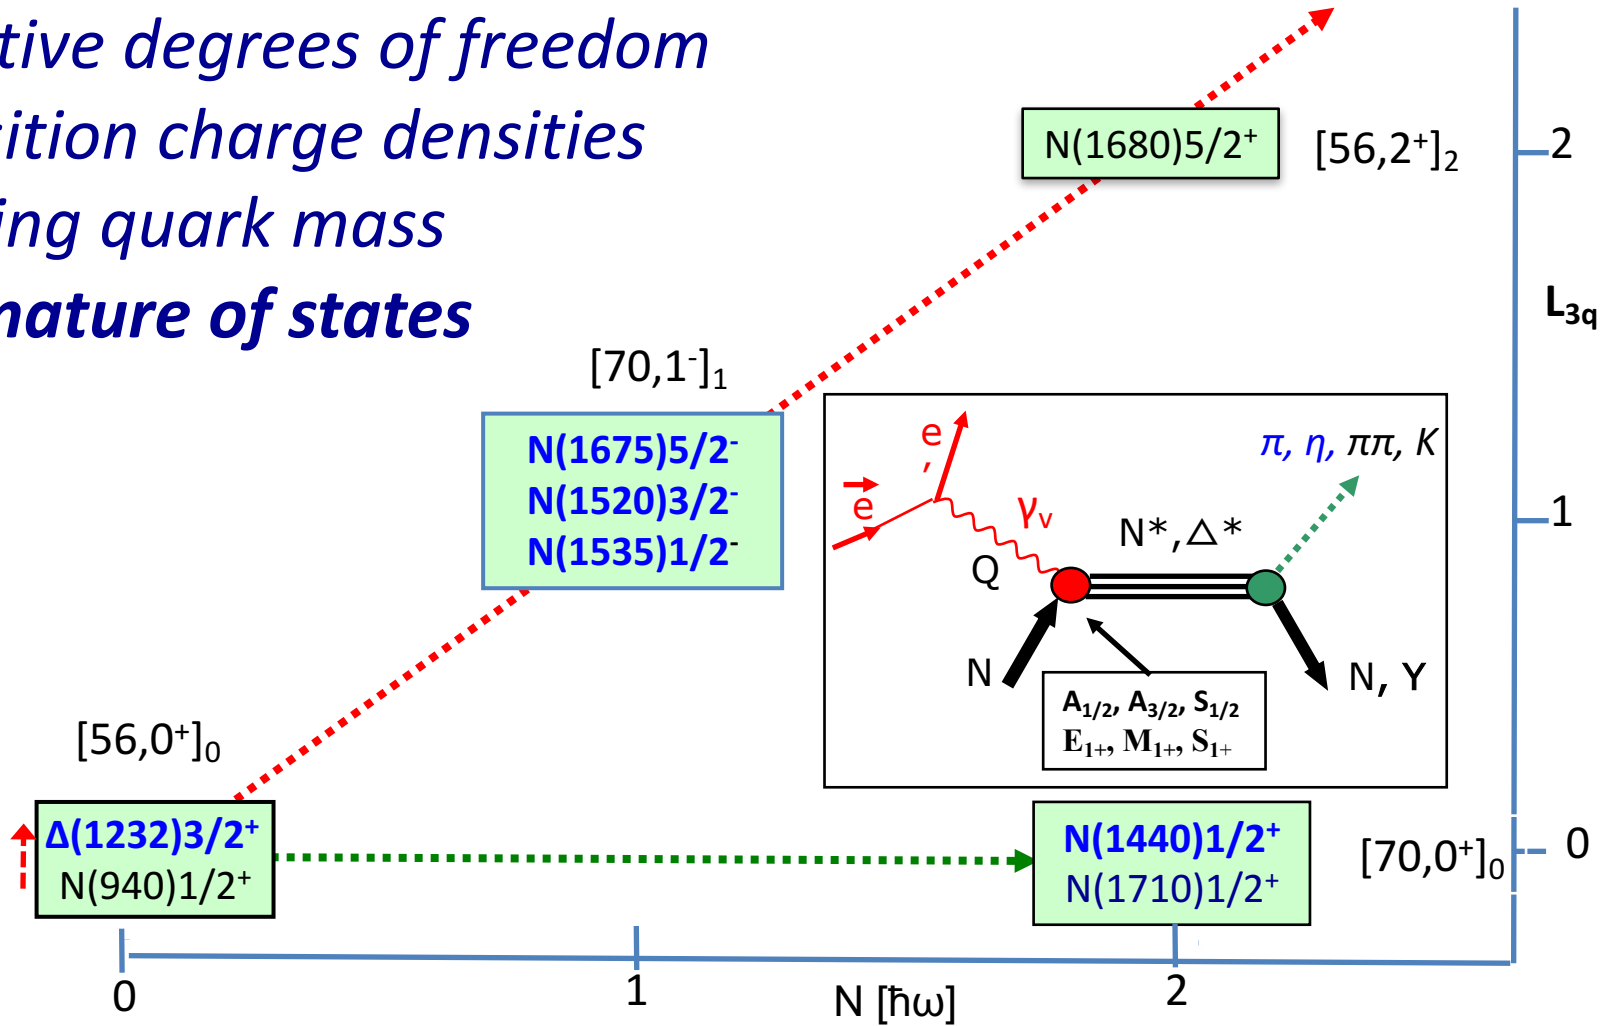 tive degrees of freedom
sition charge densities
ing quark mass
nature of states
N(1680)5/2⁺
[56,2⁺]₂
2
L₃q
[70,1⁻]₁
N(1675)5/2⁻
N(1520)3/2⁻
N(1535)1/2⁻
e
′
e
γᵥ
Q
N*,△*
π, η, ππ, K
1
N
N, Y
A₁/₂, A₃/₂, S₁/₂
E₁₊, M₁₊, S₁₊
[56,0⁺]₀
Δ(1232)3/2⁺
N(940)1/2⁺
N(1440)1/2⁺
N(1710)1/2⁺
[70,0⁺]₀
0
0
1
N [ħω]
2